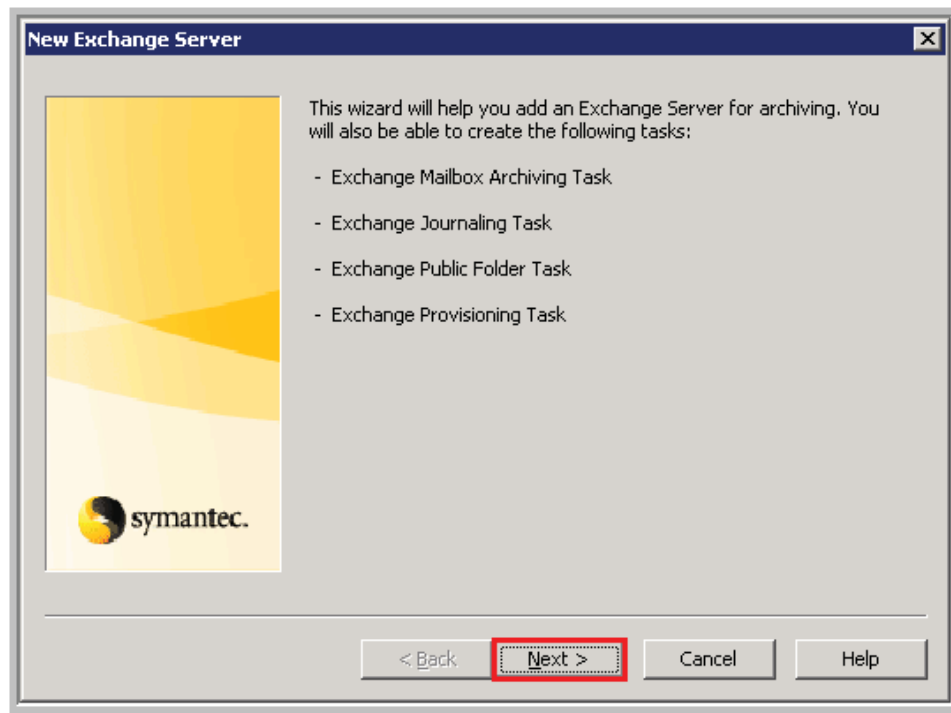 New Exchange Server
This wizard will help you add an Exchange Server for archiving. You
will also be able to create the following tasks:
- Exchange Mailbox Archiving Task
- Exchange Journaling Task
- Exchange Public Folder Task
- Exchange Provisioning Task
symantec.
< Back Next > Cancel Help